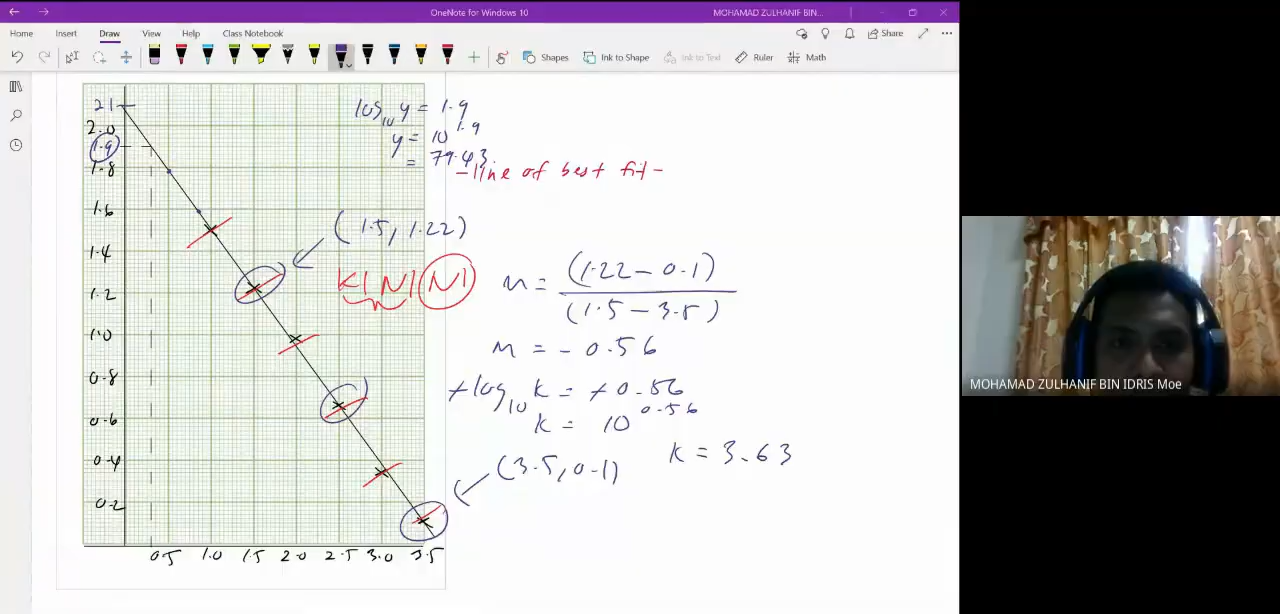 OneNote for Windows 10
MOHAMAD ZULHANIF BIN...
Home Insert Draw View Help Class Notebook
Share
Shapes Ink to Shape Ink to Text Ruler Math
2.1
2.0
1.9
1.8
1.6
1.4
1.2
1.0
0.8
0.6
0.4
0.2
0.5 1.0 1.5 2.0 2.5 3.0 3.5
log10 y = 1.9
y = 10^1.9
= 79.43
-line of best fit-
(1.5, 1.22)
K1 N1 N1
m = (1.22 - 0.1)
(1.5 - 3.5)
m = - 0.56
+log10 k = +0.56
k = 10^0.56
k = 3.63
(3.5, 0.1)
MOHAMAD ZULHANIF BIN IDRIS Moe